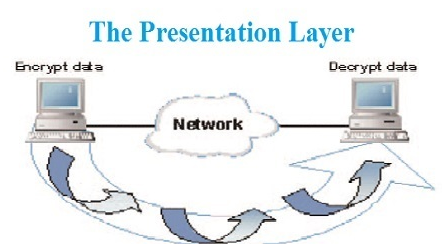 The Presentation Layer
Encrypt data
Decrypt data
Network